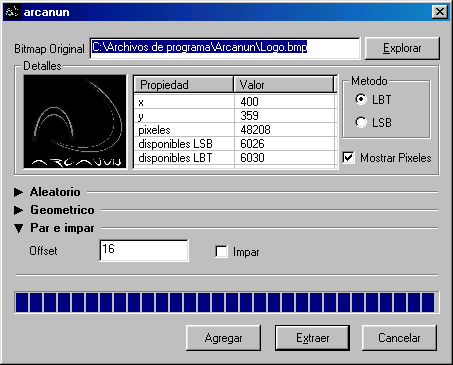 arcanun
Bitmap Original C:\Archivos de programa\Arcanun\Logo.bmp Explorar
Detalles
ARCANUN
Propiedad Valor
x 400
y 359
pixeles 48208
disponibles LSB 6026
disponibles LBT 6030
Metodo
LBT
LSB
Mostrar Pixeles
Aleatorio
Geometrico
Par e impar
Offset 16 Impar
Agregar Extraer Cancelar